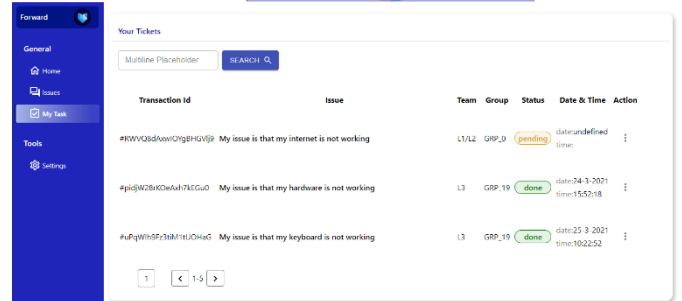 Forward
General
Home
Issues
My Task
Tools
Settings
Your Tickets
Multiline Placeholder
SEARCH
Transaction Id Issue Team Group Status Date & Time Action
#RWVQ8dAxwIOYgBHGVlj9 My issue is that my internet is not working L1/L2 GRP_0 pending date:undefined
time:
#pidjW28rKOeAxh7kEGu0 My issue is that my hardware is not working L3 GRP_19 done date:24-3-2021
time:15:52:18
#uPqWIh9Fz3tiM1tUOHaG My issue is that my keyboard is not working L3 GRP_19 done date:25-3-2021
time:10:22:52
1 < 1-5 >